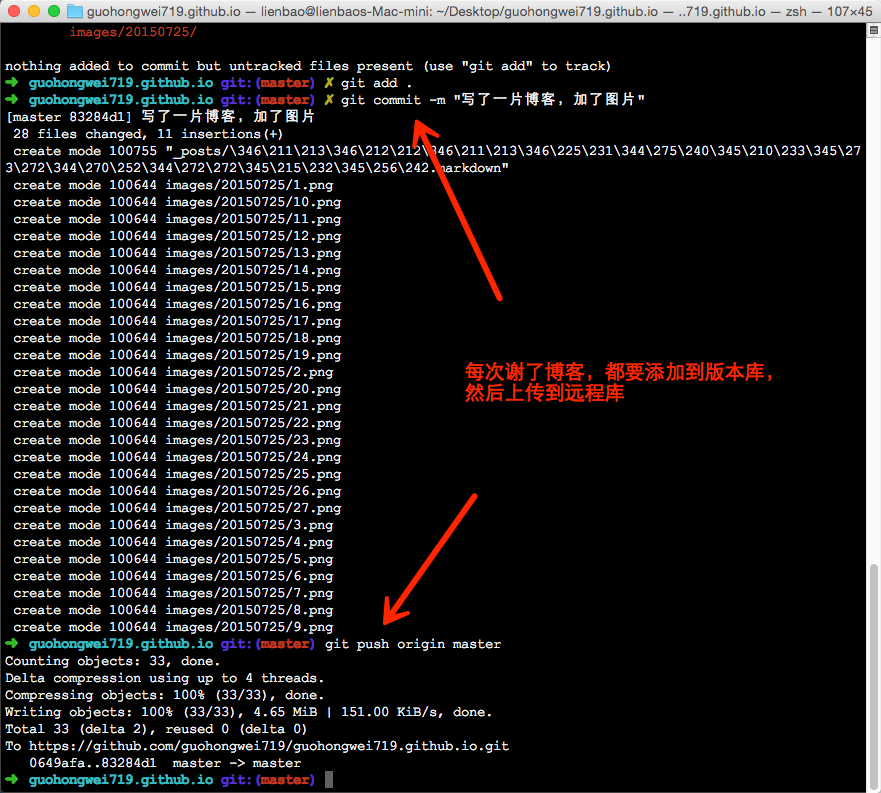 guohongwei719.github.io — lienbao@lienbaos-Mac-mini: ~/Desktop/guohongwei719.github.io — ..719.github.io — zsh — 107×45
images/20150725/
nothing added to commit but untracked files present (use "git add" to track)
➜ guohongwei719.github.io git:(master) ✗ git add .
➜ guohongwei719.github.io git:(master) ✗ git commit -m "写了一片博客，加了图片"
[master 83284d1] 写了一片博客，加了图片
28 files changed, 11 insertions(+)
create mode 100755 "_posts/\346\211\213\346\212\212\346\211\213\346\225\231\344\275\240\345\210\233\345\27
3\272\344\270\252\344\272\272\345\215\232\345\256\242.markdown"
create mode 100644 images/20150725/1.png
create mode 100644 images/20150725/10.png
create mode 100644 images/20150725/11.png
create mode 100644 images/20150725/12.png
create mode 100644 images/20150725/13.png
create mode 100644 images/20150725/14.png
create mode 100644 images/20150725/15.png
create mode 100644 images/20150725/16.png
create mode 100644 images/20150725/17.png
create mode 100644 images/20150725/18.png
create mode 100644 images/20150725/19.png
create mode 100644 images/20150725/2.png
create mode 100644 images/20150725/20.png
create mode 100644 images/20150725/21.png
create mode 100644 images/20150725/22.png
create mode 100644 images/20150725/23.png
create mode 100644 images/20150725/24.png
create mode 100644 images/20150725/25.png
create mode 100644 images/20150725/26.png
create mode 100644 images/20150725/27.png
create mode 100644 images/20150725/3.png
create mode 100644 images/20150725/4.png
create mode 100644 images/20150725/5.png
create mode 100644 images/20150725/6.png
create mode 100644 images/20150725/7.png
create mode 100644 images/20150725/8.png
create mode 100644 images/20150725/9.png
每次谢了博客，都要添加到版本库，
然后上传到远程库
➜ guohongwei719.github.io git:(master) git push origin master
Counting objects: 33, done.
Delta compression using up to 4 threads.
Compressing objects: 100% (33/33), done.
Writing objects: 100% (33/33), 4.65 MiB | 151.00 KiB/s, done.
Total 33 (delta 2), reused 0 (delta 0)
To https://github.com/guohongwei719/guohongwei719.github.io.git
0649afa..83284d1 master -> master
➜ guohongwei719.github.io git:(master)